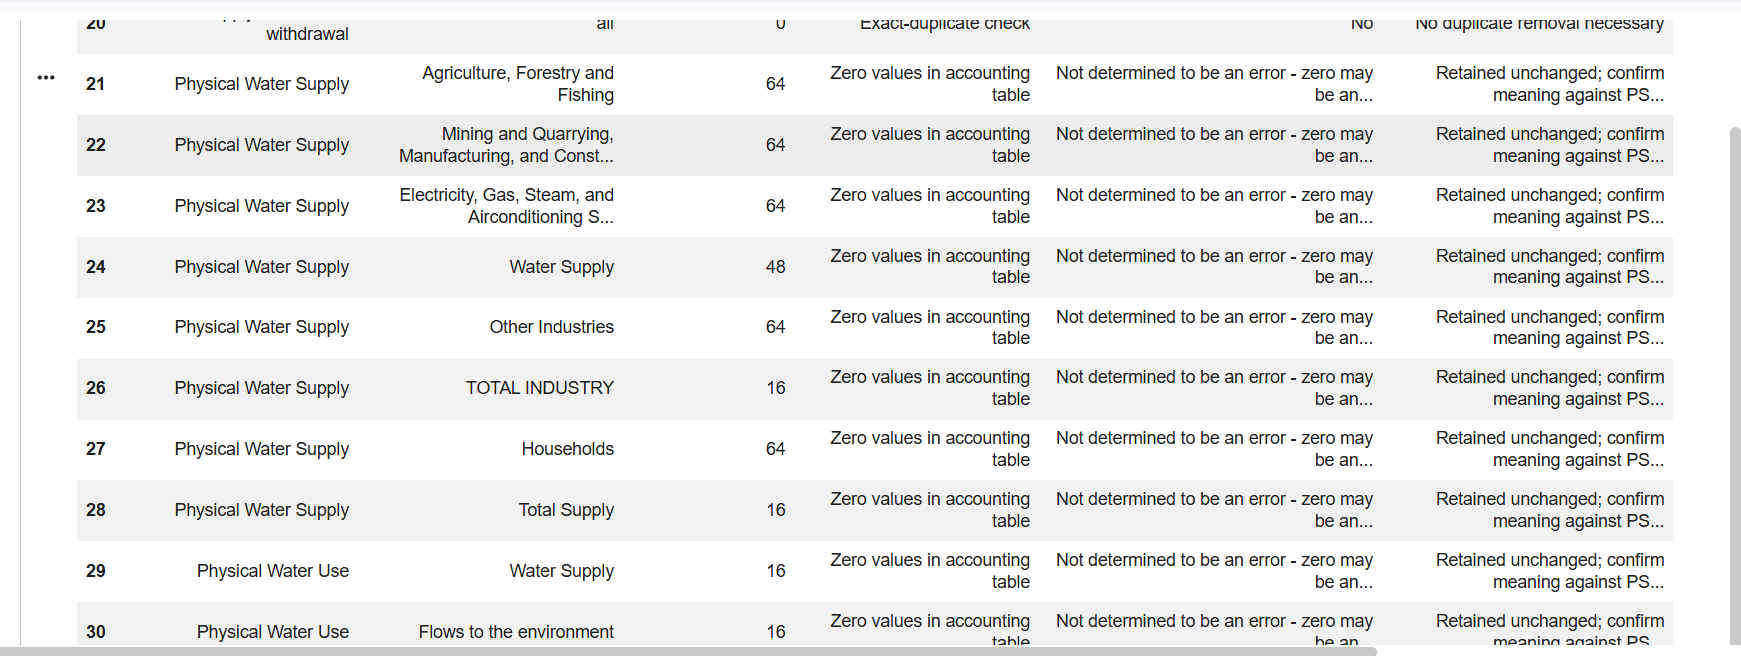 20 all 0 Exact-duplicate check No No duplicate removal necessary
withdrawal
21 Physical Water Supply Agriculture, Forestry and Fishing 64 Zero values in accounting table Not determined to be an error - zero may be an... Retained unchanged; confirm meaning against PS...
22 Physical Water Supply Mining and Quarrying, Manufacturing, and Const... 64 Zero values in accounting table Not determined to be an error - zero may be an... Retained unchanged; confirm meaning against PS...
23 Physical Water Supply Electricity, Gas, Steam, and Airconditioning S... 64 Zero values in accounting table Not determined to be an error - zero may be an... Retained unchanged; confirm meaning against PS...
24 Physical Water Supply Water Supply 48 Zero values in accounting table Not determined to be an error - zero may be an... Retained unchanged; confirm meaning against PS...
25 Physical Water Supply Other Industries 64 Zero values in accounting table Not determined to be an error - zero may be an... Retained unchanged; confirm meaning against PS...
26 Physical Water Supply TOTAL INDUSTRY 16 Zero values in accounting table Not determined to be an error - zero may be an... Retained unchanged; confirm meaning against PS...
27 Physical Water Supply Households 64 Zero values in accounting table Not determined to be an error - zero may be an... Retained unchanged; confirm meaning against PS...
28 Physical Water Supply Total Supply 16 Zero values in accounting table Not determined to be an error - zero may be an... Retained unchanged; confirm meaning against PS...
29 Physical Water Use Water Supply 16 Zero values in accounting table Not determined to be an error - zero may be an... Retained unchanged; confirm meaning against PS...
30 Physical Water Use Flows to the environment 16 Zero values in accounting table Not determined to be an error - zero may be an... Retained unchanged; confirm meaning against PS...